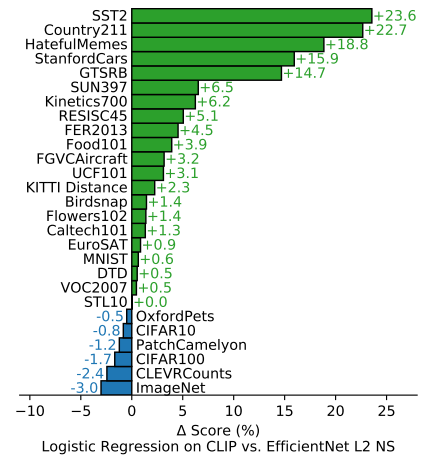 SST2 +23.6
Country211 +22.7
HatefulMemes +18.8
StanfordCars +15.9
GTSRB +14.7
SUN397 +6.5
Kinetics700 +6.2
RESISC45 +5.1
FER2013 +4.5
Food101 +3.9
FGVCAircraft +3.2
UCF101 +3.1
KITTI Distance +2.3
Birdsnap +1.4
Flowers102 +1.4
Caltech101 +1.3
EuroSAT +0.9
MNIST +0.6
DTD +0.5
VOC2007 +0.5
STL10 +0.0
-0.5 OxfordPets
-0.8 CIFAR10
-1.2 PatchCamelyon
-1.7 CIFAR100
-2.4 CLEVRCounts
-3.0 ImageNet
−10 −5 0 5 10 15 20 25
Δ Score (%)
Logistic Regression on CLIP vs. EfficientNet L2 NS